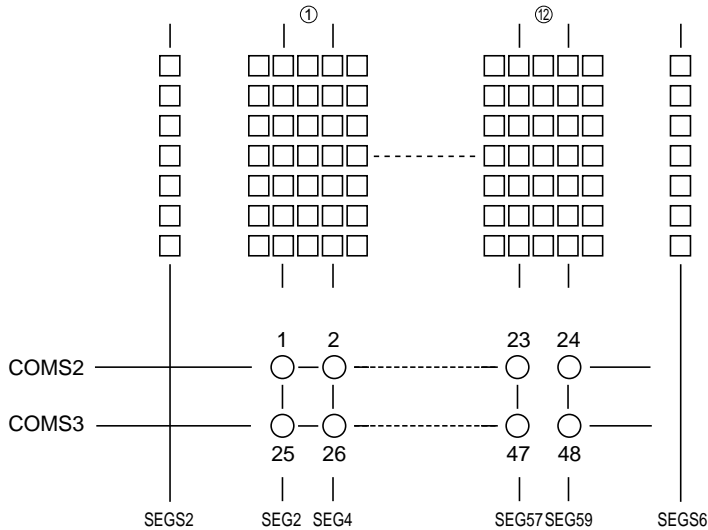 ① ⑫
1 2 23 24
COMS2
COMS3
25 26 47 48
SEGS2 SEG2 SEG4 SEG57 SEG59 SEGS6